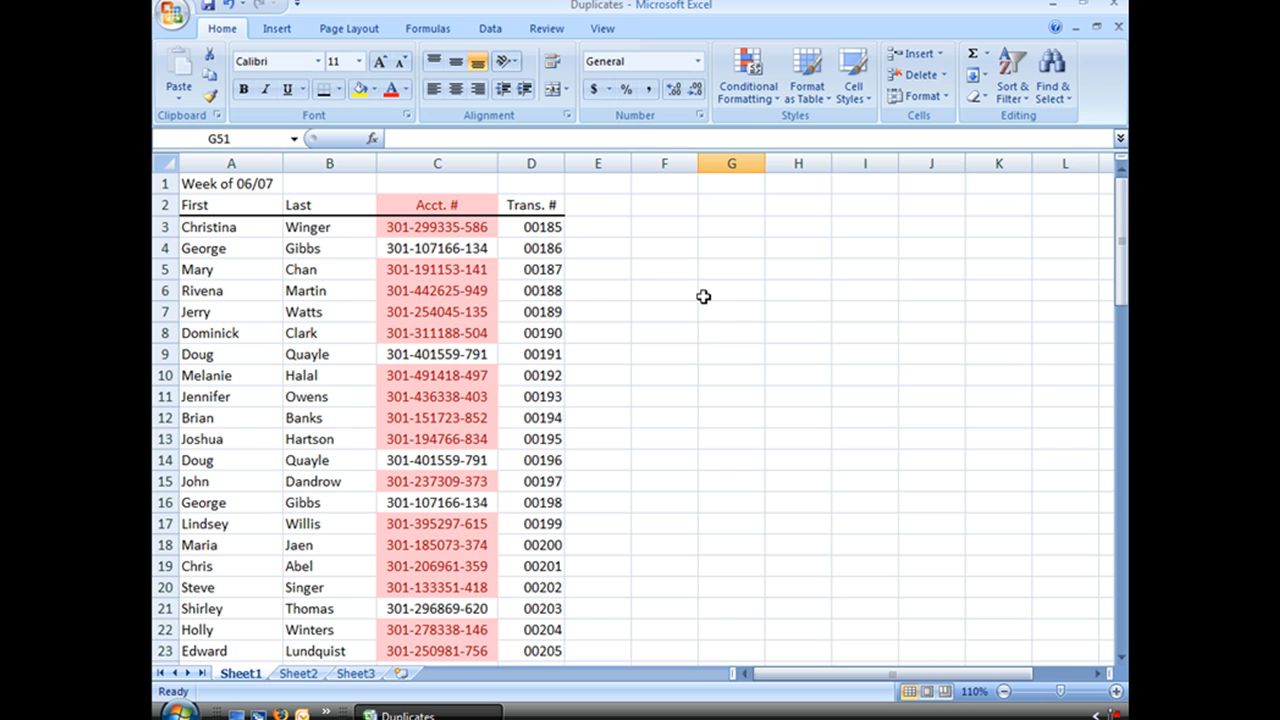 Duplicates - Microsoft Excel
Home Insert Page Layout Formulas Data Review View
Paste
Calibri 11
B I U
General
$ % ,
Conditional Formatting
Format as Table
Cell Styles
Insert
Delete
Format
Σ
Sort & Filter
Find & Select
Clipboard Font Alignment Number Styles Cells Editing
G51 fx
A B C D E F G H I J K L
1 Week of 06/07
2 First Last Acct. # Trans. #
3 Christina Winger 301-299335-586 00185
4 George Gibbs 301-107166-134 00186
5 Mary Chan 301-191153-141 00187
6 Rivena Martin 301-442625-949 00188
7 Jerry Watts 301-254045-135 00189
8 Dominick Clark 301-311188-504 00190
9 Doug Quayle 301-401559-791 00191
10 Melanie Halal 301-491418-497 00192
11 Jennifer Owens 301-436338-403 00193
12 Brian Banks 301-151723-852 00194
13 Joshua Hartson 301-194766-834 00195
14 Doug Quayle 301-401559-791 00196
15 John Dandrow 301-237309-373 00197
16 George Gibbs 301-107166-134 00198
17 Lindsey Willis 301-395297-615 00199
18 Maria Jaen 301-185073-374 00200
19 Chris Abel 301-206961-359 00201
20 Steve Singer 301-133351-418 00202
21 Shirley Thomas 301-296869-620 00203
22 Holly Winters 301-278338-146 00204
23 Edward Lundquist 301-250981-756 00205
Sheet1 Sheet2 Sheet3
Ready 110%
Duplicates